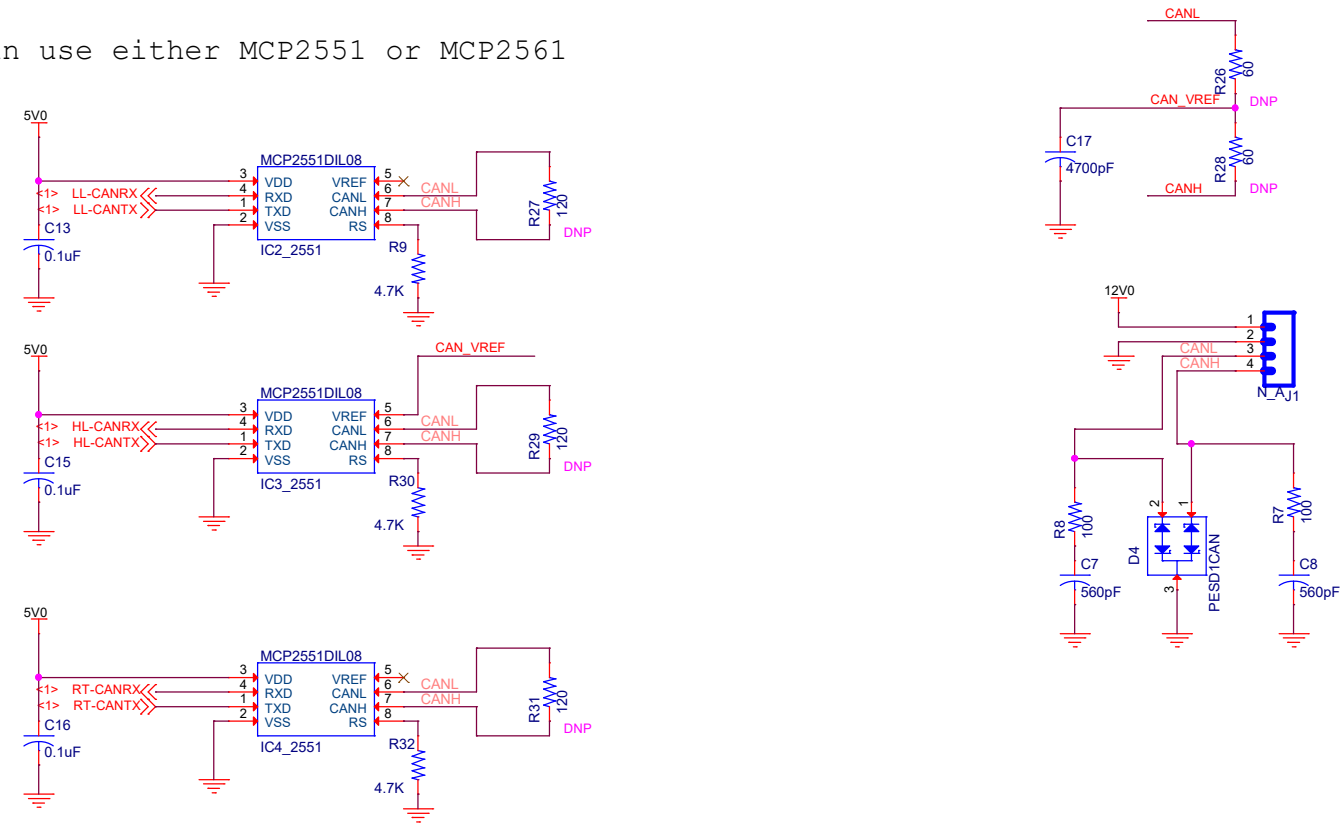 n use either MCP2551 or MCP2561
CANL
R26
60
CAN_VREF
DNP
C17
4700pF
R28
60
CANH
DNP
5V0
MCP2551DIL08
3
4
1
2
VDD
RXD
TXD
VSS
VREF
CANL
CANH
RS
5
6
7
8
CANL
CANH
<1> LL-CANRX
<1> LL-CANTX
C13
0.1uF
IC2_2551
R9
4.7K
R27
120
DNP
5V0
CAN_VREF
MCP2551DIL08
3
4
1
2
VDD
RXD
TXD
VSS
VREF
CANL
CANH
RS
5
6
7
8
CANL
CANH
<1> HL-CANRX
<1> HL-CANTX
C15
0.1uF
IC3_2551
R30
4.7K
R29
120
DNP
12V0
1
2
3
4
CANL
CANH
N_A
J1
R8
100
C7
560pF
2
1
3
D4
PESD1CAN
R7
100
C8
560pF
5V0
MCP2551DIL08
3
4
1
2
VDD
RXD
TXD
VSS
VREF
CANL
CANH
RS
5
6
7
8
CANL
CANH
<1> RT-CANRX
<1> RT-CANTX
C16
0.1uF
IC4_2551
R32
4.7K
R31
120
DNP